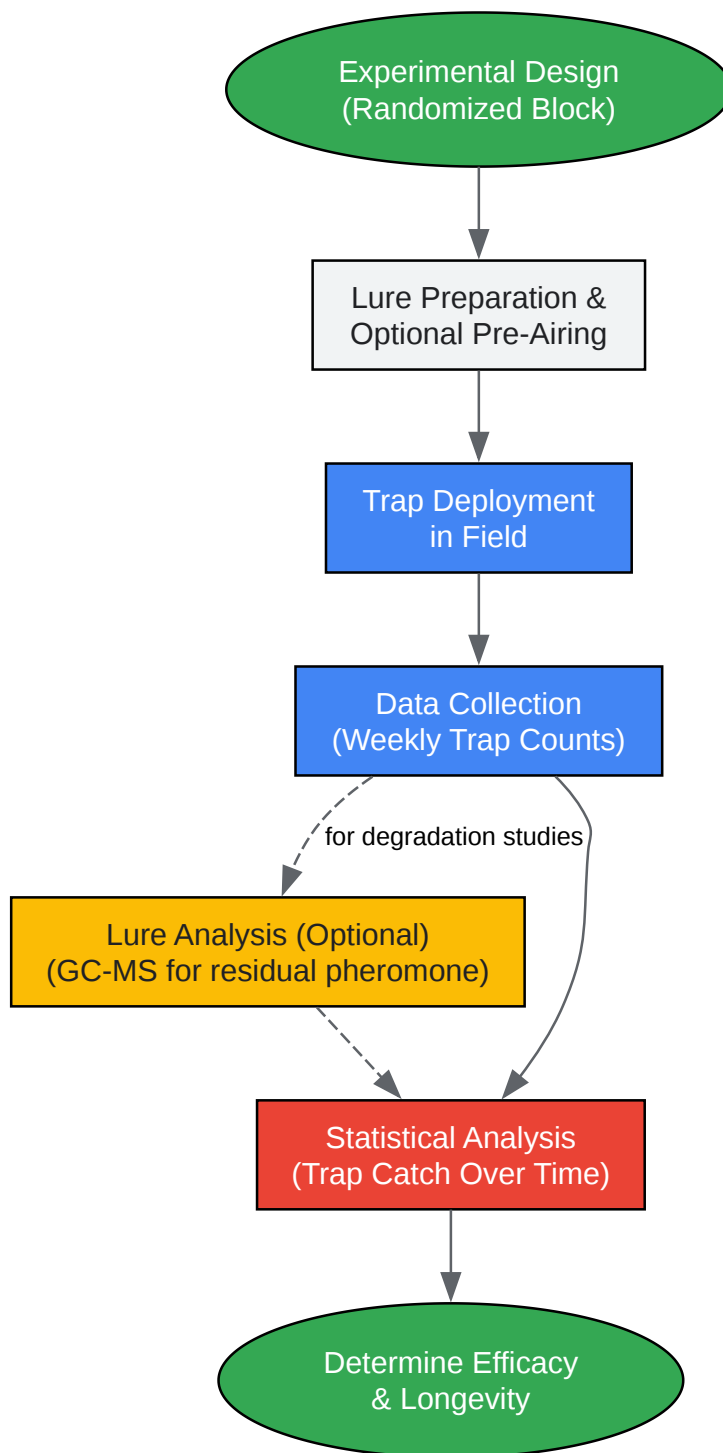 Experimental Design
(Randomized Block)
Lure Preparation &
Optional Pre-Airing
Trap Deployment
in Field
Data Collection
(Weekly Trap Counts)
for degradation studies
Lure Analysis (Optional)
(GC-MS for residual pheromone)
Statistical Analysis
(Trap Catch Over Time)
Determine Efficacy
& Longevity